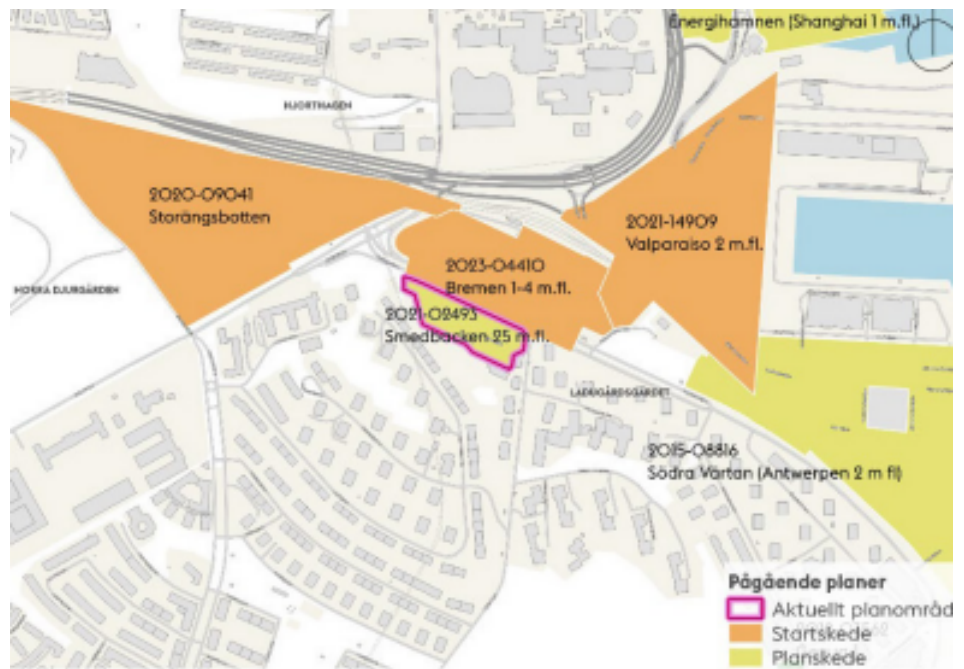 Energihamnen (Shanghai 1 m.fl.)
HJORTHAGEN
2020-09041
Storängsbotten
2021-14909
Valparaiso 2 m.fl.
2023-04410
Bremen 1-4 m.fl.
NORRA DJURGÅRDEN
2021-02493
Smedbacken 25 m.fl.
LADUGÅRDSGÄRDET
2015-08816
Södra Värtan (Antwerpen 2 m fl)
Pågående planer
Aktuellt planområd
Startskede
Planskede